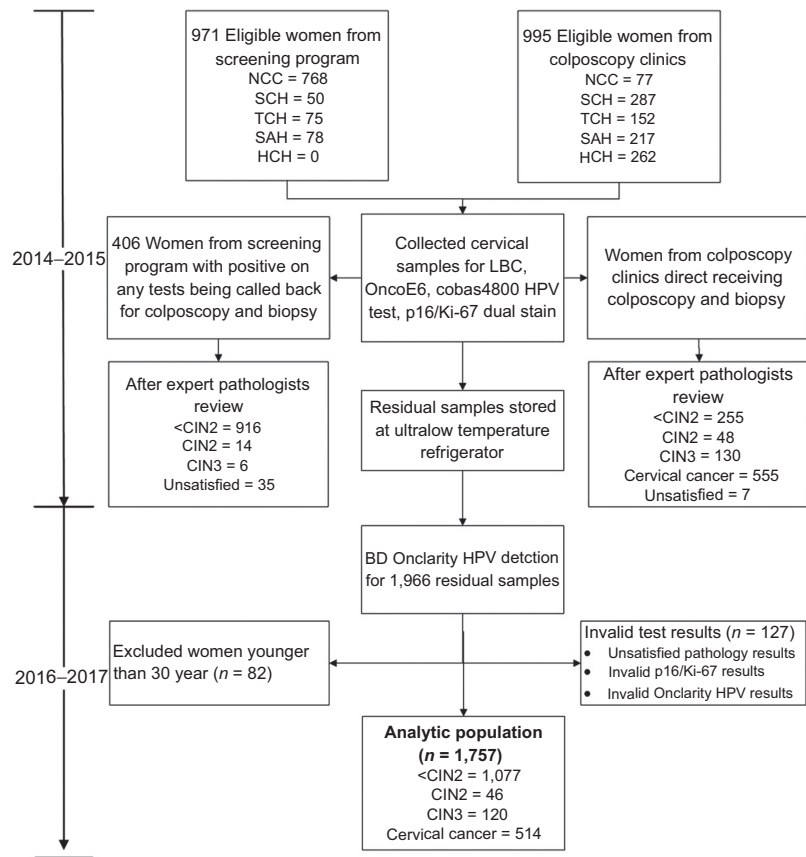 971 Eligible women from
screening program
NCC = 768
SCH = 50
TCH = 75
SAH = 78
HCH = 0
995 Eligible women from
colposcopy clinics
NCC = 77
SCH = 287
TCH = 152
SAH = 217
HCH = 262
2014–2015
406 Women from screening
program with positive on
any tests being called back
for colposcopy and biopsy
Collected cervical
samples for LBC,
OncoE6, cobas4800 HPV
test, p16/Ki-67 dual stain
Women from colposcopy
clinics direct receiving
colposcopy and biopsy
After expert pathologists
review
<CIN2 = 916
CIN2 = 14
CIN3 = 6
Unsatisfied = 35
Residual samples stored
at ultralow temperature
refrigerator
After expert pathologists
review
<CIN2 = 255
CIN2 = 48
CIN3 = 130
Cervical cancer = 555
Unsatisfied = 7
BD Onclarity HPV detction
for 1,966 residual samples
2016–2017
Excluded women younger
than 30 year (n = 82)
Invalid test results (n = 127)
• Unsatisfied pathology results
• Invalid p16/Ki-67 results
• Invalid Onclarity HPV results
Analytic population
(n = 1,757)
<CIN2 = 1,077
CIN2 = 46
CIN3 = 120
Cervical cancer = 514